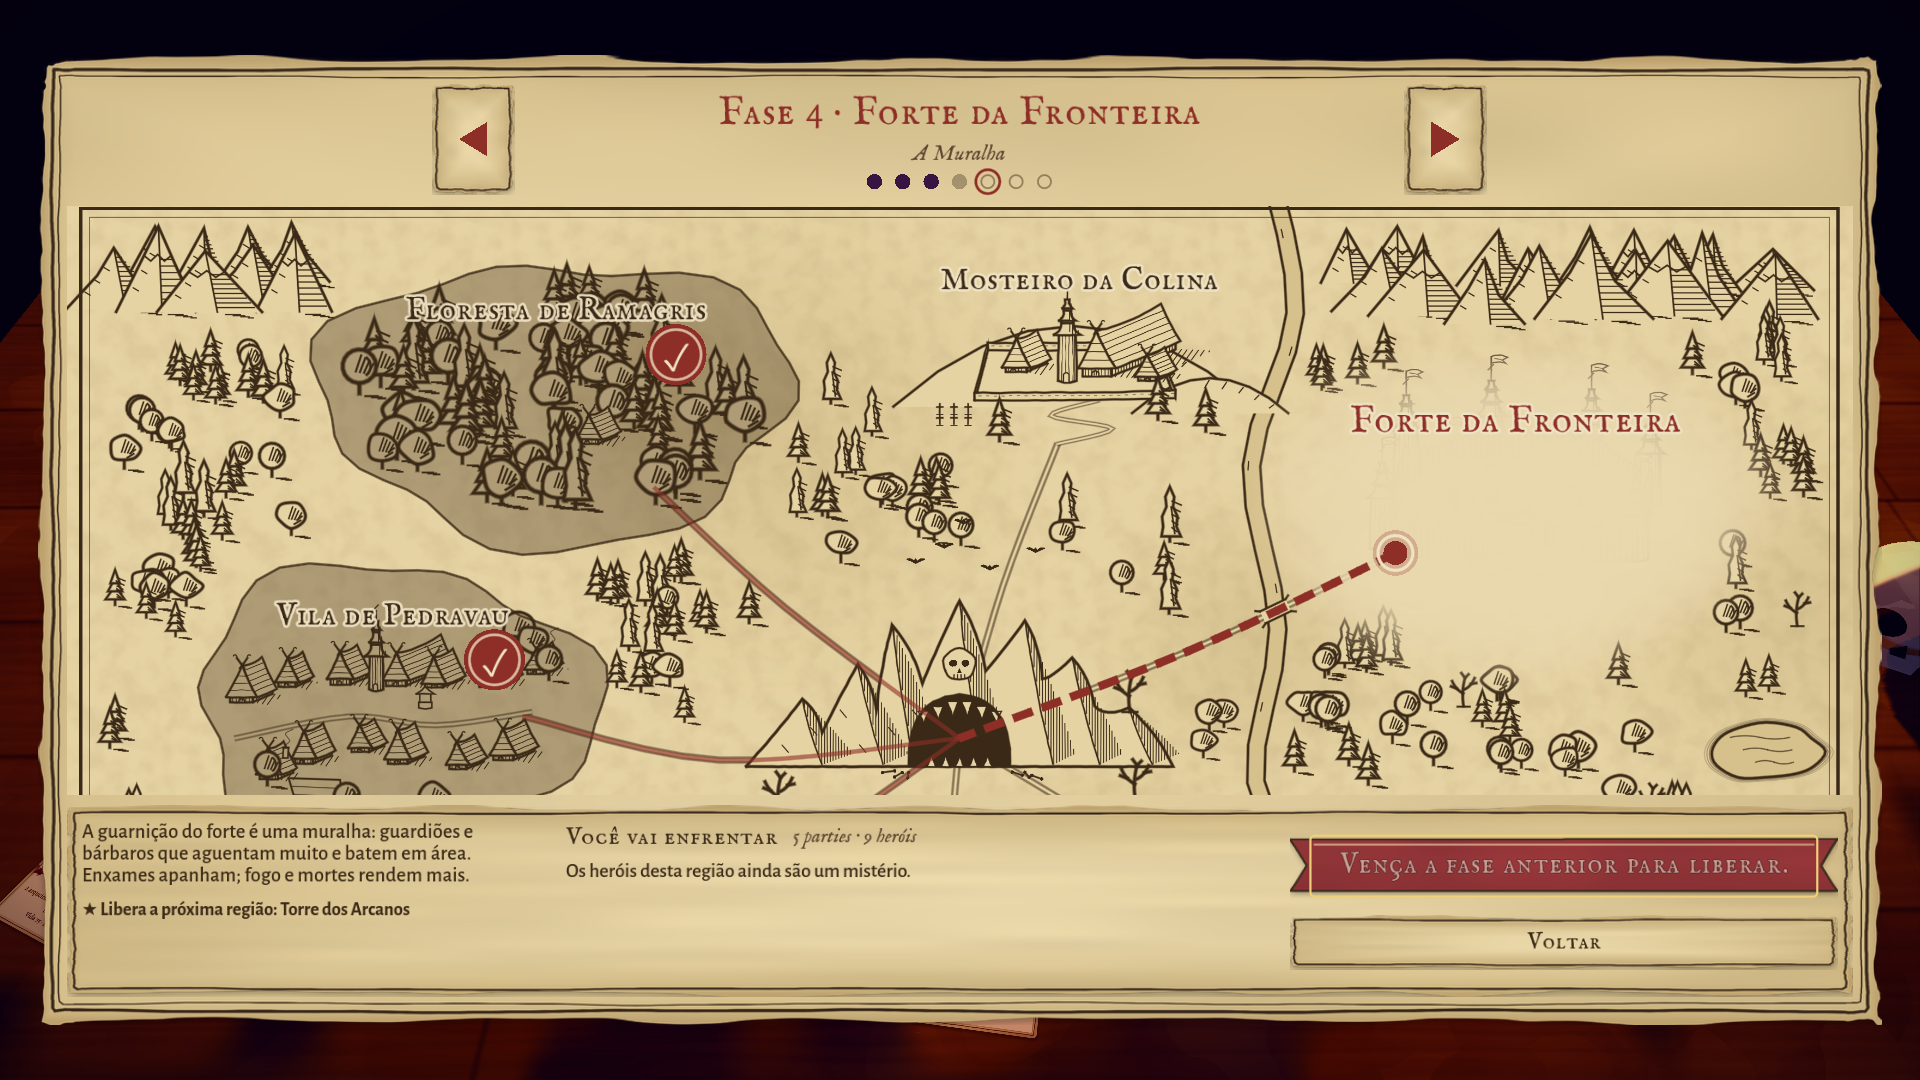 Fase 4 · Forte da Fronteira
A Muralha
Floresta de Ramagris
Mosteiro da Colina
Forte da Fronteira
Vila de Pedravau
A guarnição do forte é uma muralha: guardiões e
bárbaros que aguentam muito e batem em área.
Enxames apanham; fogo e mortes rendem mais.
★ Libera a próxima região: Torre dos Arcanos
Você vai enfrentar 5 parties · 9 heróis
Os heróis desta região ainda são um mistério.
Vença a fase anterior para liberar.
Voltar